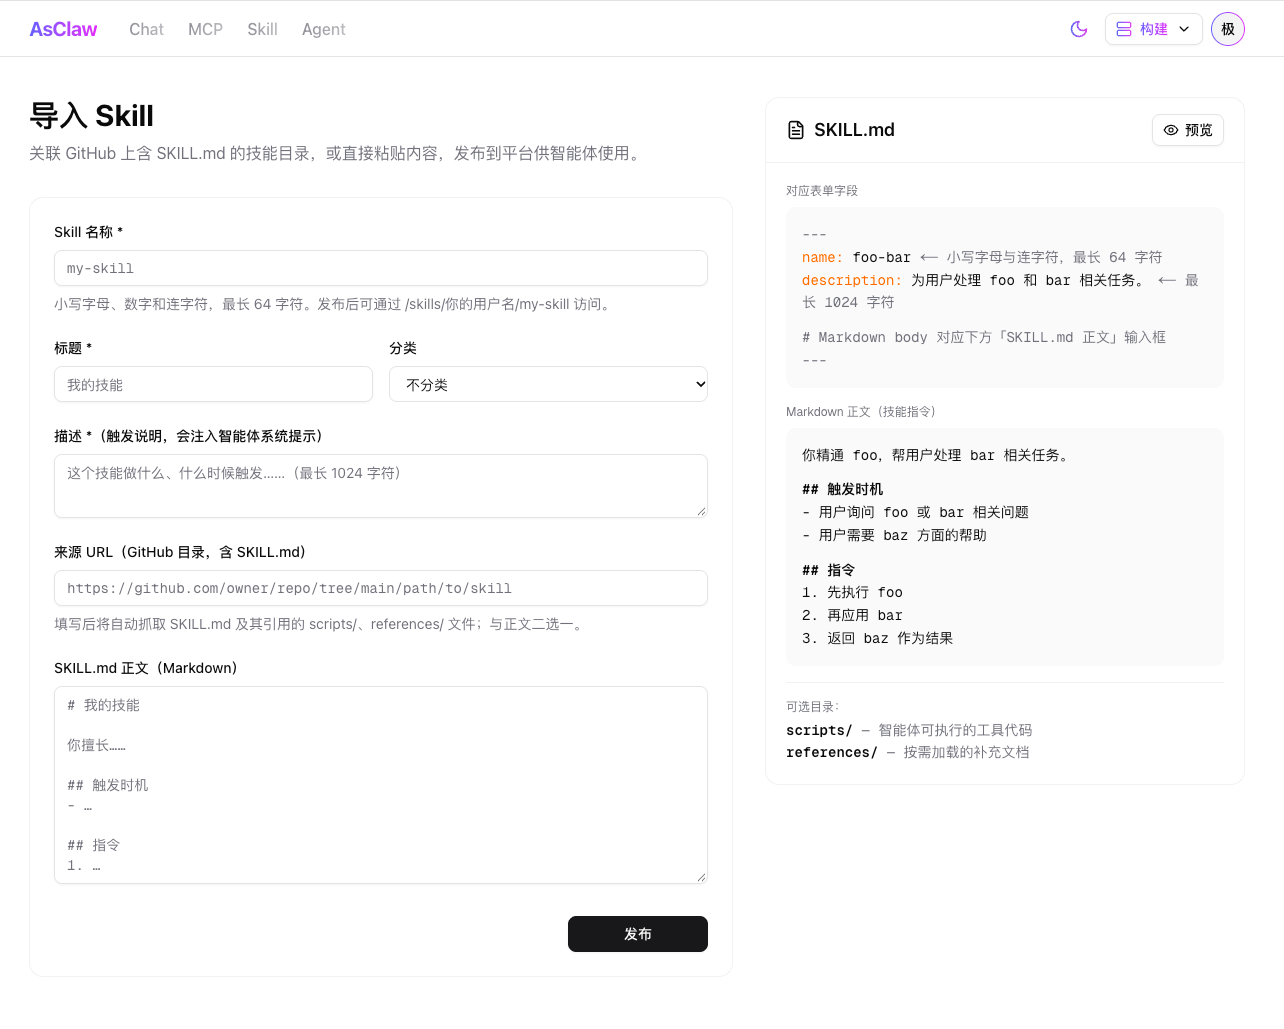 AsClaw Chat MCP Skill Agent 构建 极
导入 Skill
关联 GitHub 上含 SKILL.md 的技能目录，或直接粘贴内容，发布到平台供智能体使用。
Skill 名称 *
my-skill
小写字母、数字和连字符，最长 64 字符。发布后可通过 /skills/你的用户名/my-skill 访问。
标题 * 分类
我的技能 不分类
描述 *（触发说明，会注入智能体系统提示）
这个技能做什么、什么时候触发……（最长 1024 字符）
来源 URL（GitHub 目录，含 SKILL.md）
https://github.com/owner/repo/tree/main/path/to/skill
填写后将自动抓取 SKILL.md 及其引用的 scripts/、references/ 文件；与正文二选一。
SKILL.md 正文（Markdown）
# 我的技能
你擅长……
## 触发时机
- …
## 指令
1. …
发布
SKILL.md 预览
对应表单字段
---
name: foo-bar ⟵ 小写字母与连字符，最长 64 字符
description: 为用户处理 foo 和 bar 相关任务。 ⟵ 最
长 1024 字符
# Markdown body 对应下方「SKILL.md 正文」输入框
---
Markdown 正文（技能指令）
你精通 foo，帮用户处理 bar 相关任务。
## 触发时机
- 用户询问 foo 或 bar 相关问题
- 用户需要 baz 方面的帮助
## 指令
1. 先执行 foo
2. 再应用 bar
3. 返回 baz 作为结果
可选目录：
scripts/ — 智能体可执行的工具代码
references/ — 按需加载的补充文档